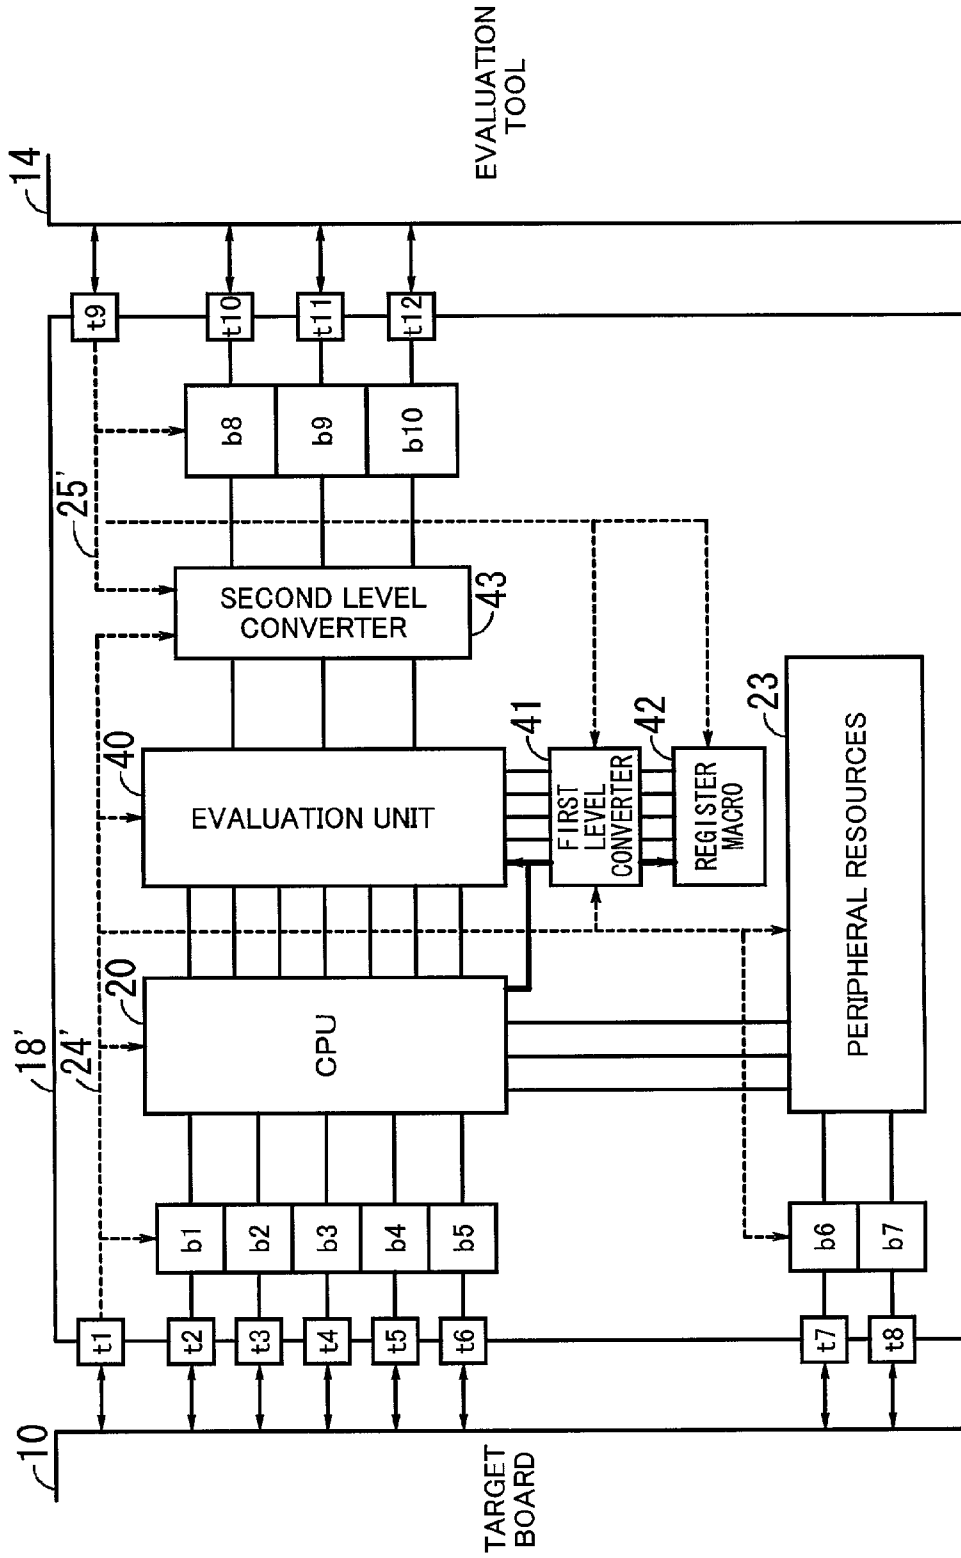 10
TARGET
BOARD
18'
24'
t1
t2
t3
t4
t5
t6
t7
t8
b1
b2
b3
b4
b5
b6
b7
20
CPU
40
EVALUATION UNIT
41
FIRST
LEVEL
CONVERTER
42
REGISTER
MACRO
23
PERIPHERAL RESOURCES
SECOND LEVEL
CONVERTER
43
25'
b8
b9
b10
t9
t10
t11
t12
14
EVALUATION
TOOL